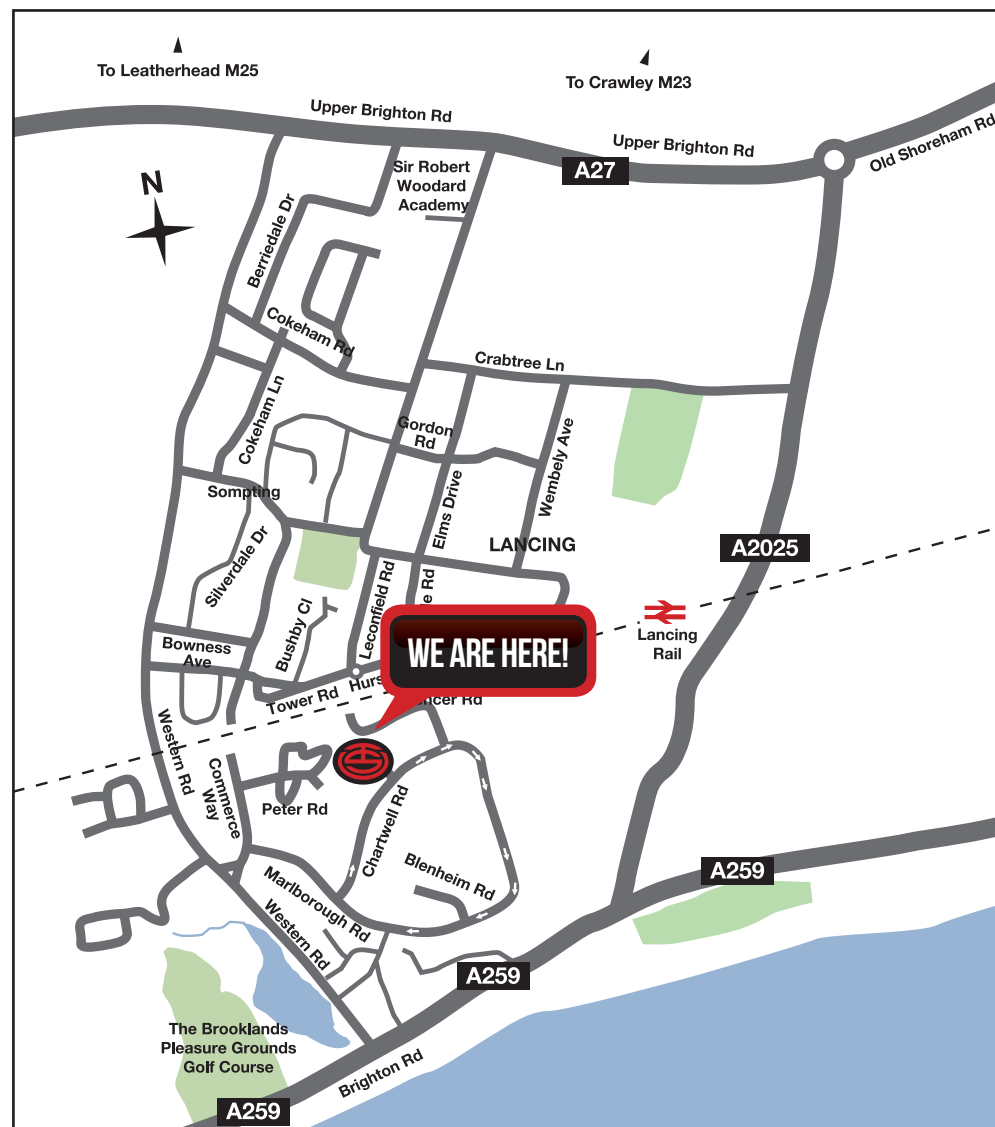 To Leatherhead M25
To Crawley M23
Upper Brighton Rd
Upper Brighton Rd
Old Shoreham Rd
A27
Sir Robert
Woodard
Academy
N
Berriedale Dr
Cokeham Rd
Crabtree Ln
Cokeham Ln
Gordon
Rd
Wembely Ave
Elms Drive
Sompting
LANCING
A2025
Silverdale Dr
Leconfield Rd
Rd
Bushby Cl
Lancing
Rail
Bowness
Ave
WE ARE HERE!
Tower Rd
Rd
Western Rd
Commerce
Way
Peter Rd
Chartwell Rd
Blenheim Rd
A259
Marlborough Rd
Western Rd
A259
The Brooklands
Pleasure Grounds
Golf Course
Brighton Rd
A259